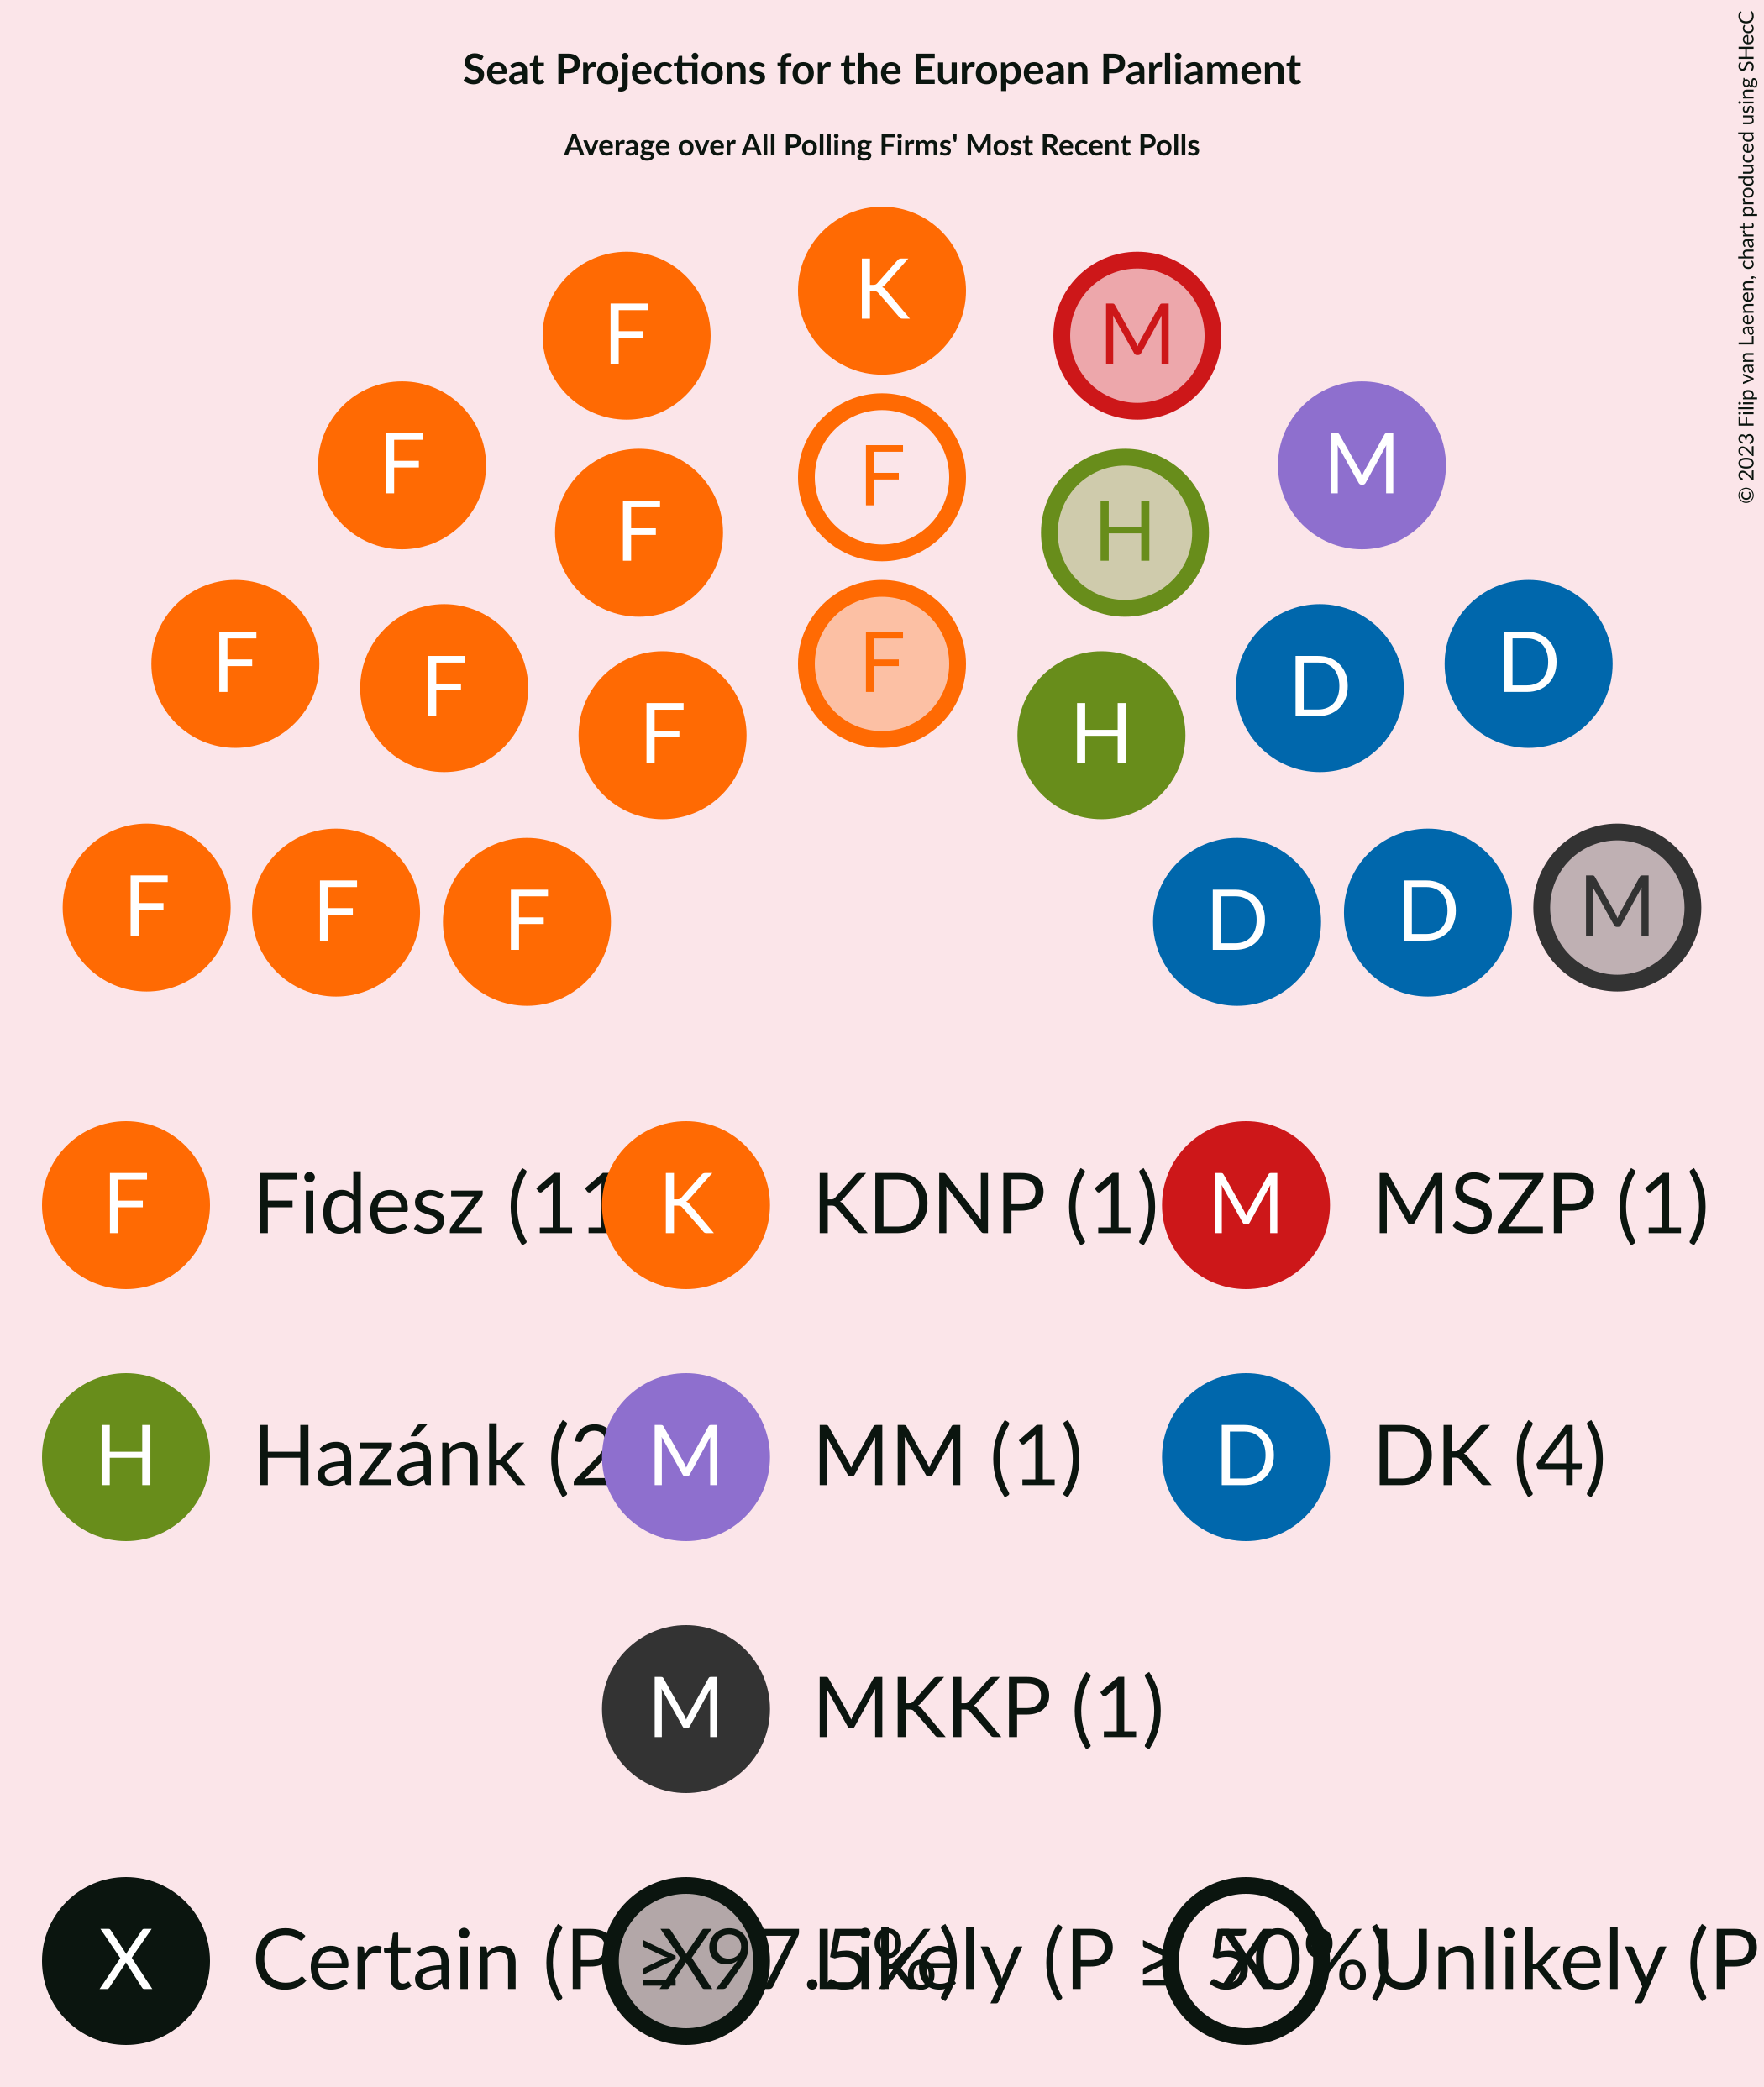 Seat Projections for the European Parliament
Average over All Polling Firms' Most Recent Polls
© 2023 Filip van Laenen, chart produced using SHecC
K
F M
F M
F
F H
F D
F D
F
F H
F M
F D
F D
F Fidesz (11 K KDNP (1) M MSZP (1)
H Hazánk (2 M MM (1) D DK (4)
M MKKP (1)
X Certain (P ≥ 97.5%) X Likely (P ≥ 50%) X Unlikely (P